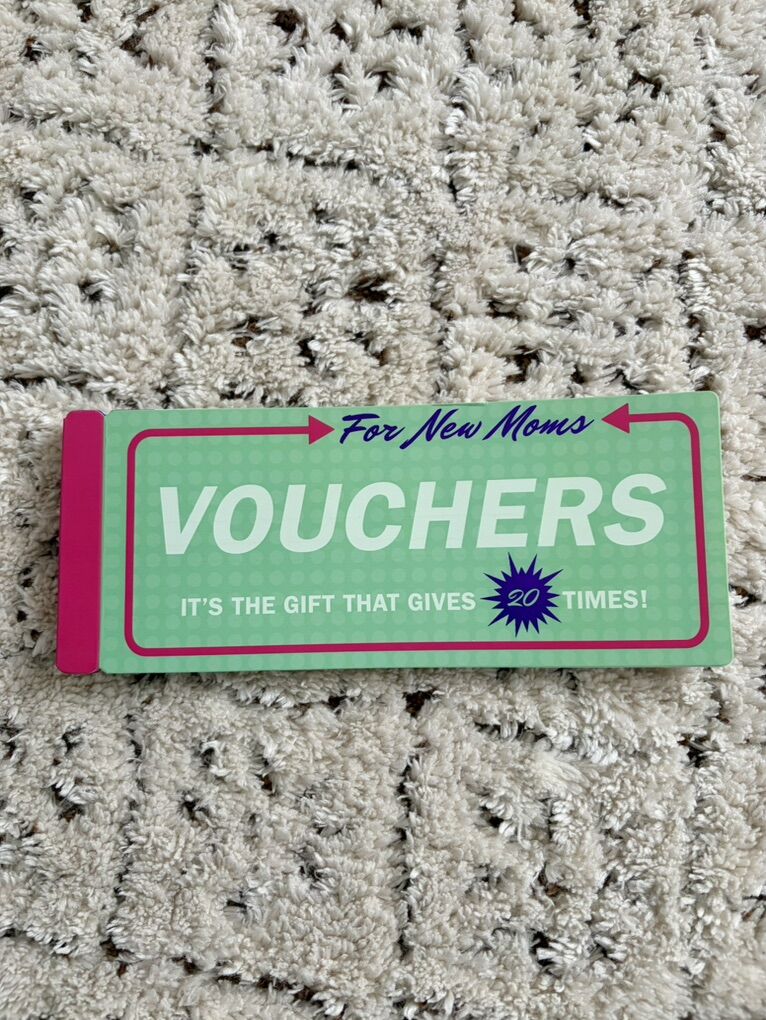 For New Moms
VOUCHERS
IT'S THE GIFT THAT GIVES 20 TIMES!